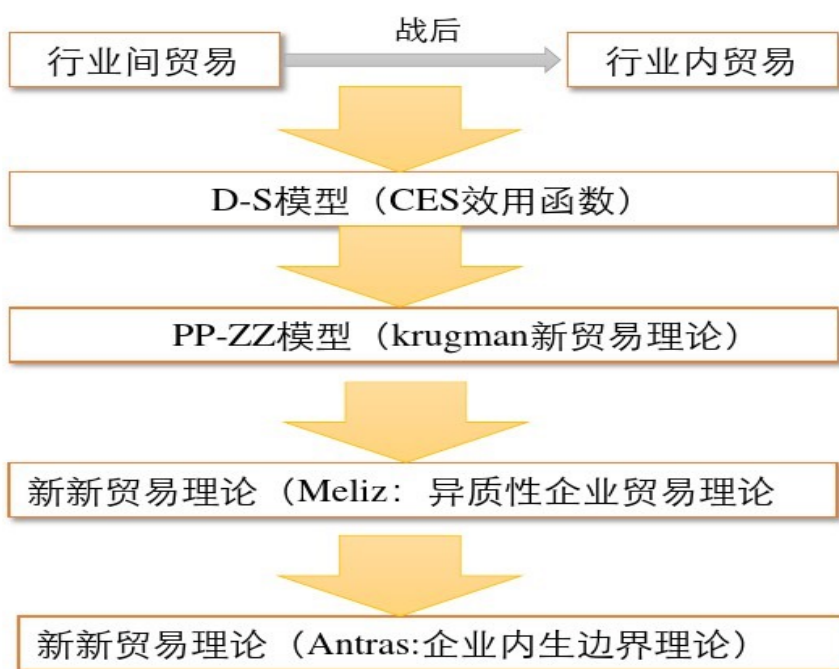 战后
行业间贸易
行业内贸易
D-S模型（CES效用函数）
PP-ZZ模型（krugman新贸易理论）
新新贸易理论（Meliz：异质性企业贸易理论
新新贸易理论（Antras:企业内生边界理论）